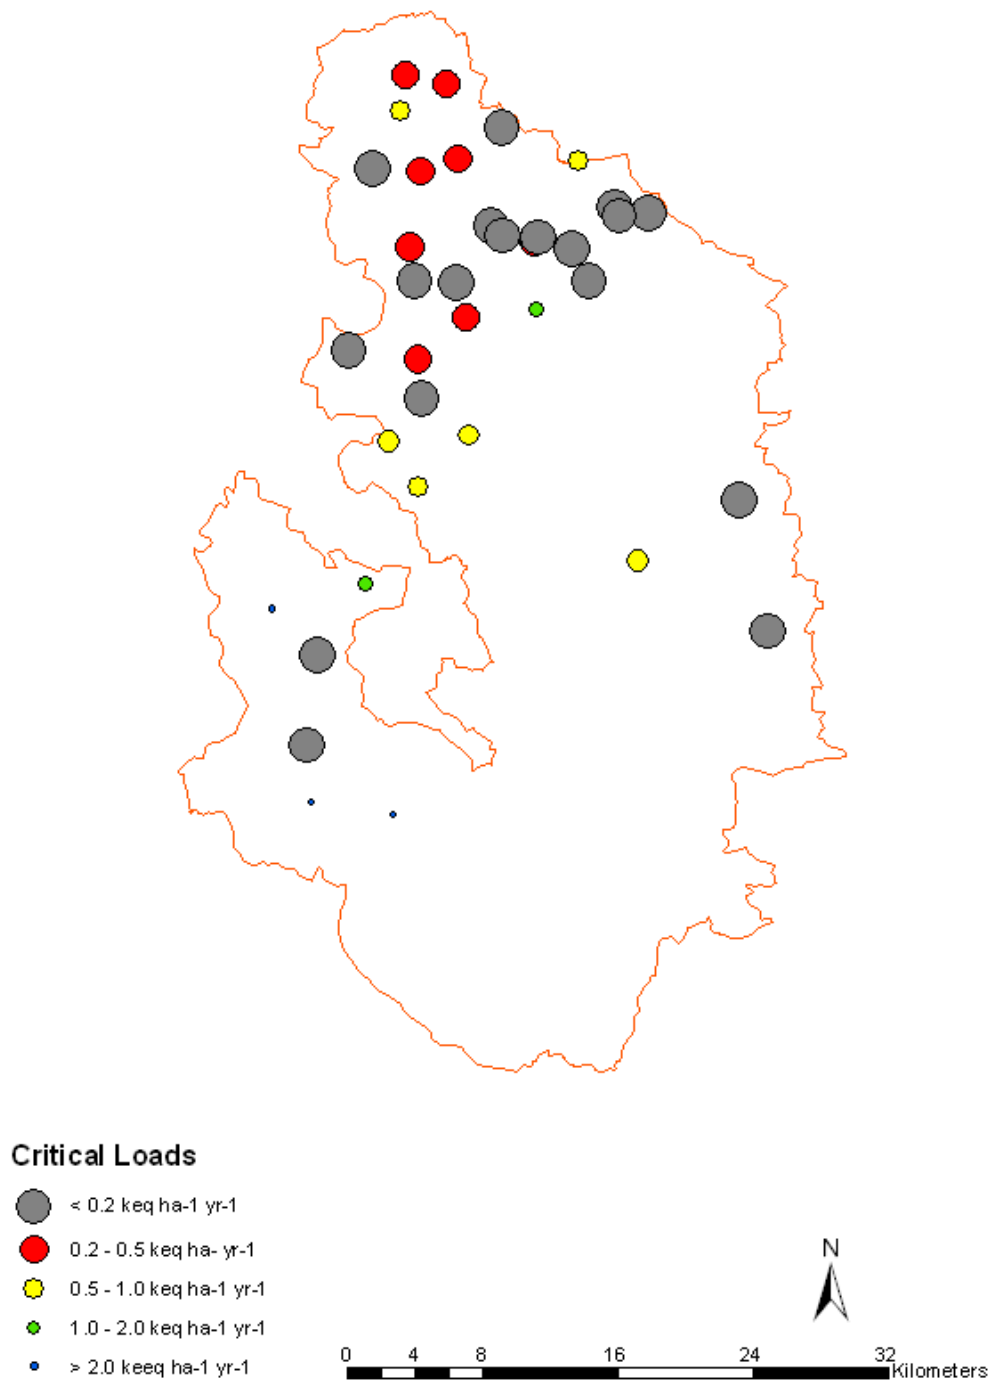 Critical Loads
< 0.2 keq ha-1 yr-1
0.2 - 0.5 keq ha- yr-1
0.5 - 1.0 keq ha-1 yr-1
1.0 - 2.0 keq ha-1 yr-1
> 2.0 keeq ha-1 yr-1
N
0 4 8 16 24 32
Kilometers